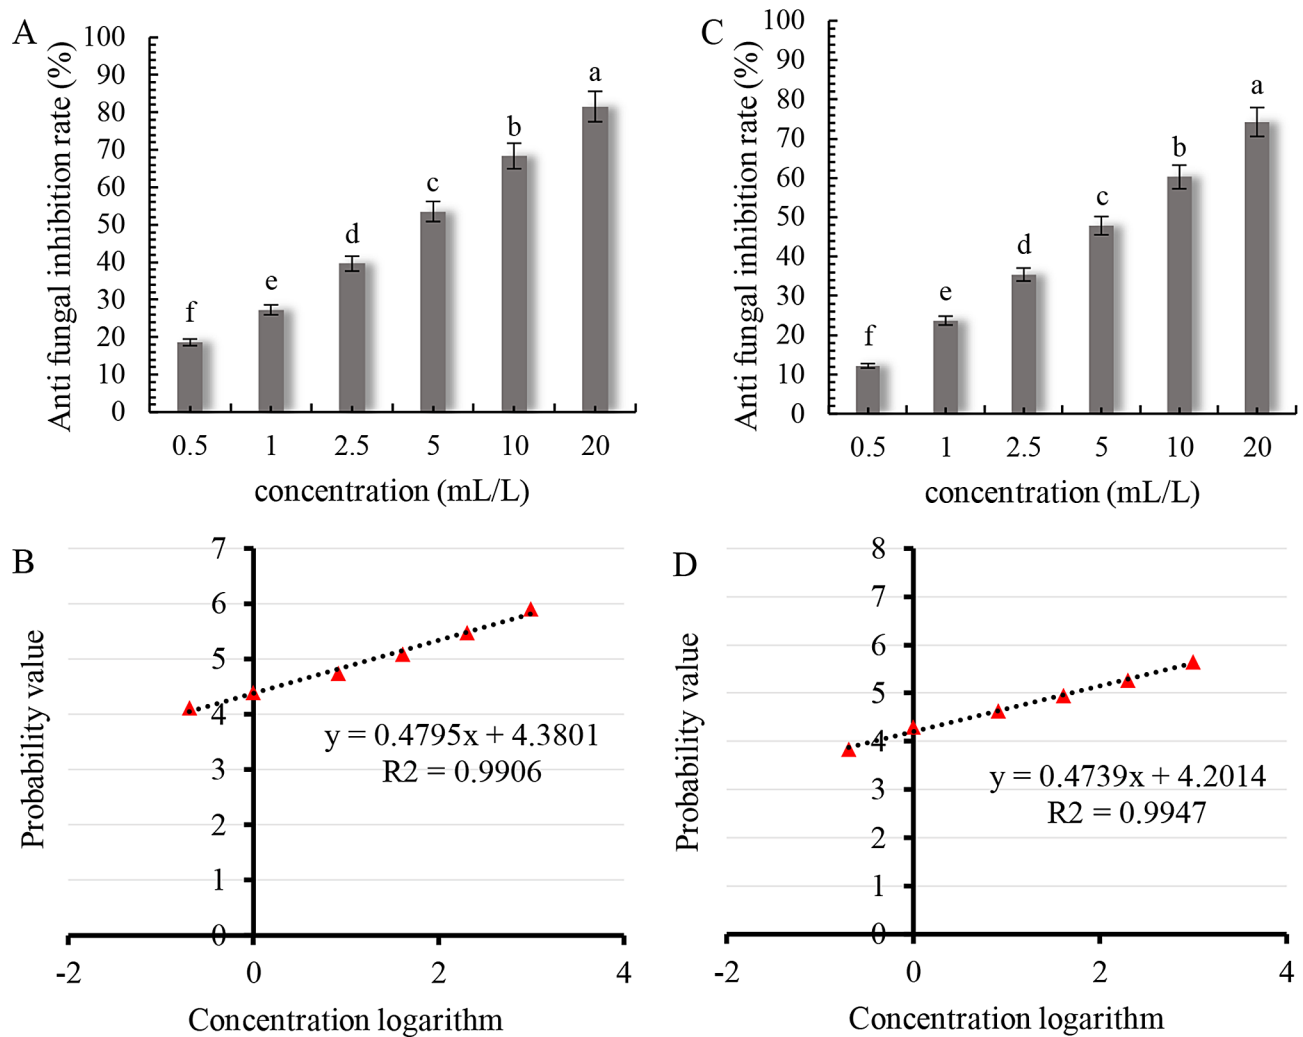 A
Anti fungal inhibition rate (%)
100
90
80
70
60
50
40
30
20
10
0
f
e
d
c
b
a
0.5 1 2.5 5 10 20
concentration (mL/L)
C
Anti fungal inhibition rate (%)
100
90
80
70
60
50
40
30
20
10
0
f
e
d
c
b
a
0.5 1 2.5 5 10 20
concentration (mL/L)
B
Probability value
7
6
5
4
3
2
1
0
y = 0.4795x + 4.3801
R2 = 0.9906
-2 0 2 4
Concentration logarithm
D
Probability value
8
7
6
5
4
3
2
1
0
y = 0.4739x + 4.2014
R2 = 0.9947
-2 0 2 4
Concentration logarithm